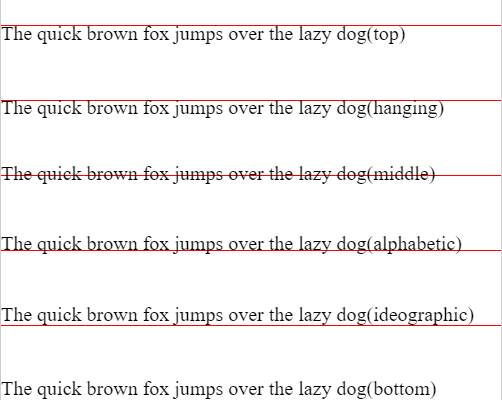 The quick brown fox jumps over the lazy dog(top)
The quick brown fox jumps over the lazy dog(hanging)
The quick brown fox jumps over the lazy dog(middle)
The quick brown fox jumps over the lazy dog(alphabetic)
The quick brown fox jumps over the lazy dog(ideographic)
The quick brown fox jumps over the lazy dog(bottom)